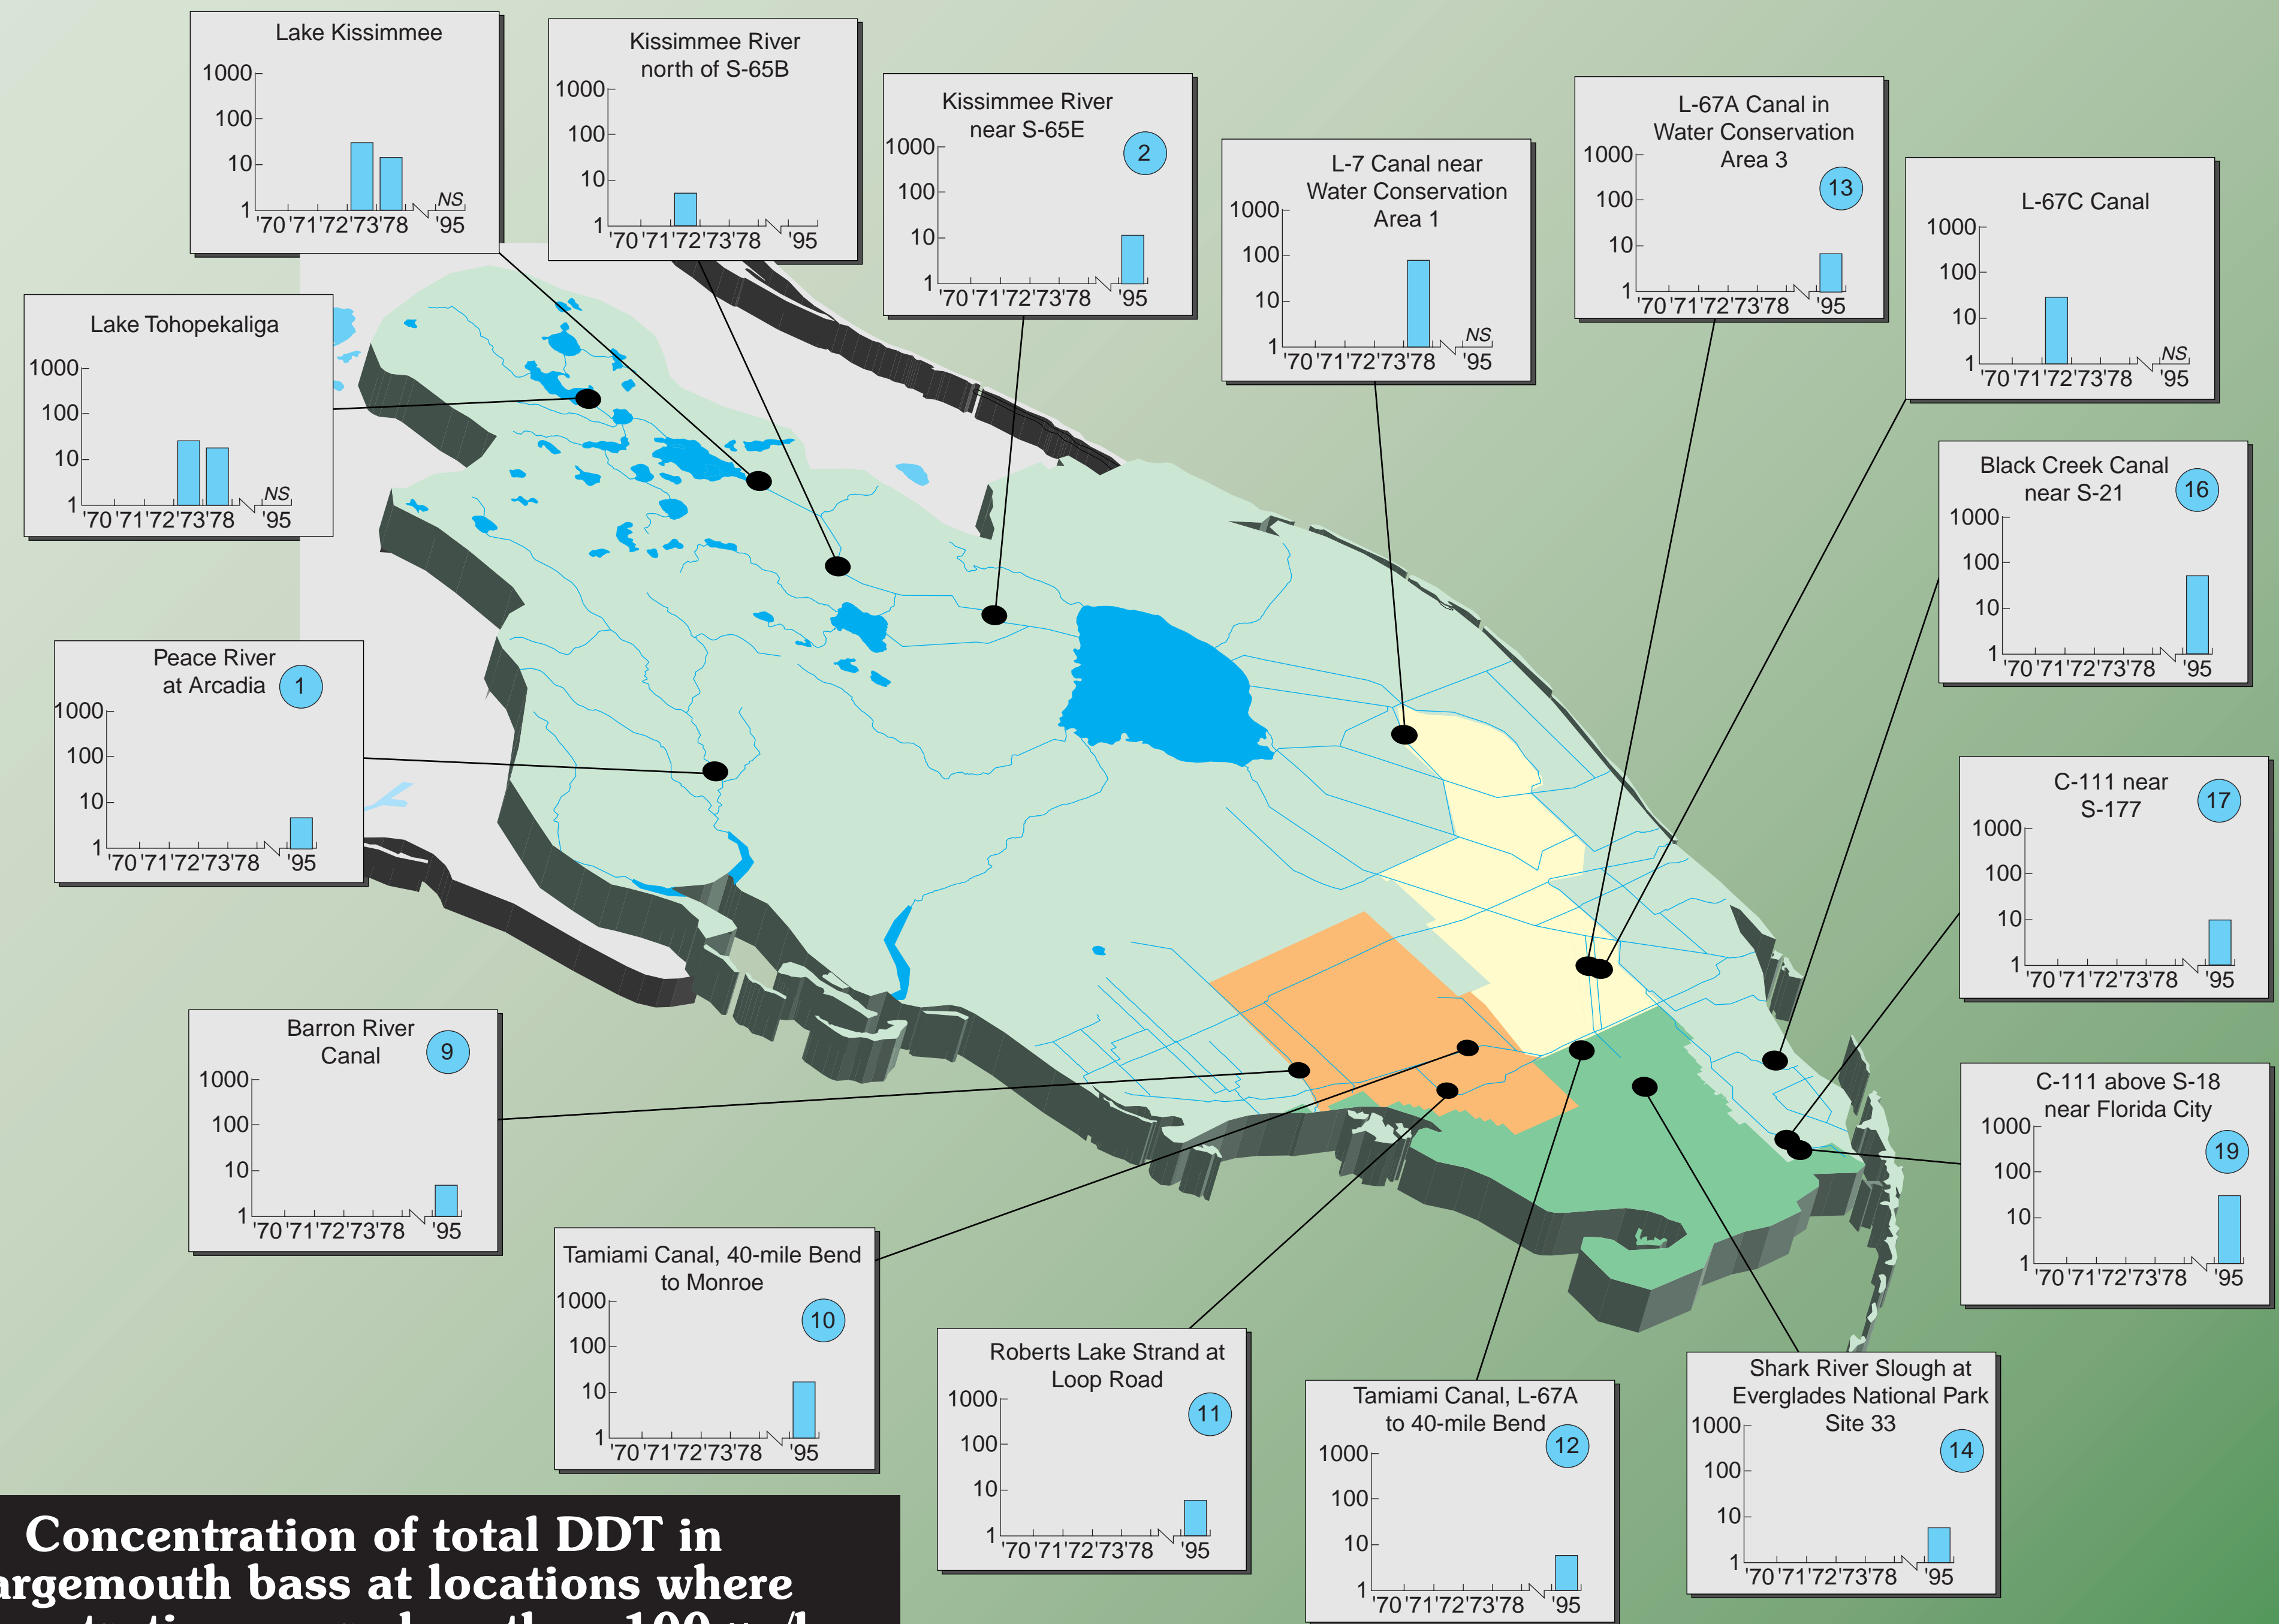 Lake Kissimmee
1000
100
10
1
NS
'70 '71 '72 '73 '78 '95
Kissimmee River
north of S-65B
1000
100
10
1
'70 '71 '72 '73 '78 '95
Kissimmee River
near S-65E
2
1000
100
10
1
'70 '71 '72 '73 '78 '95
L-7 Canal near
Water Conservation
Area 1
1000
100
10
1
NS
'70 '71 '72 '73 '78 '95
L-67A Canal in
Water Conservation
Area 3
13
1000
100
10
1
'70 '71 '72 '73 '78 '95
L-67C Canal
1000
100
10
1
NS
'70 '71 '72 '73 '78 '95
Lake Tohopekaliga
1000
100
10
1
NS
'70 '71 '72 '73 '78 '95
Black Creek Canal
near S-21
16
1000
100
10
1
'70 '71 '72 '73 '78 '95
Peace River
at Arcadia
1
1000
100
10
1
'70 '71 '72 '73 '78 '95
C-111 near
S-177
17
1000
100
10
1
'70 '71 '72 '73 '78 '95
Barron River
Canal
9
1000
100
10
1
'70 '71 '72 '73 '78 '95
C-111 above S-18
near Florida City
19
1000
100
10
1
'70 '71 '72 '73 '78 '95
Tamiami Canal, 40-mile Bend
to Monroe
10
1000
100
10
1
'70 '71 '72 '73 '78 '95
Roberts Lake Strand at
Loop Road
11
1000
100
10
1
'70 '71 '72 '73 '78 '95
Tamiami Canal, L-67A
to 40-mile Bend
12
1000
100
10
1
'70 '71 '72 '73 '78 '95
Shark River Slough at
Everglades National Park
Site 33
14
1000
100
10
1
'70 '71 '72 '73 '78 '95
Concentration of total DDT in
argemouth bass at locations where